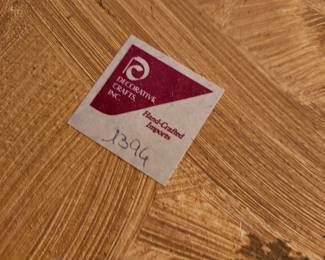 DECORATIVE
CRAFTS,
INC.
Hand-Crafted
Imports
1394